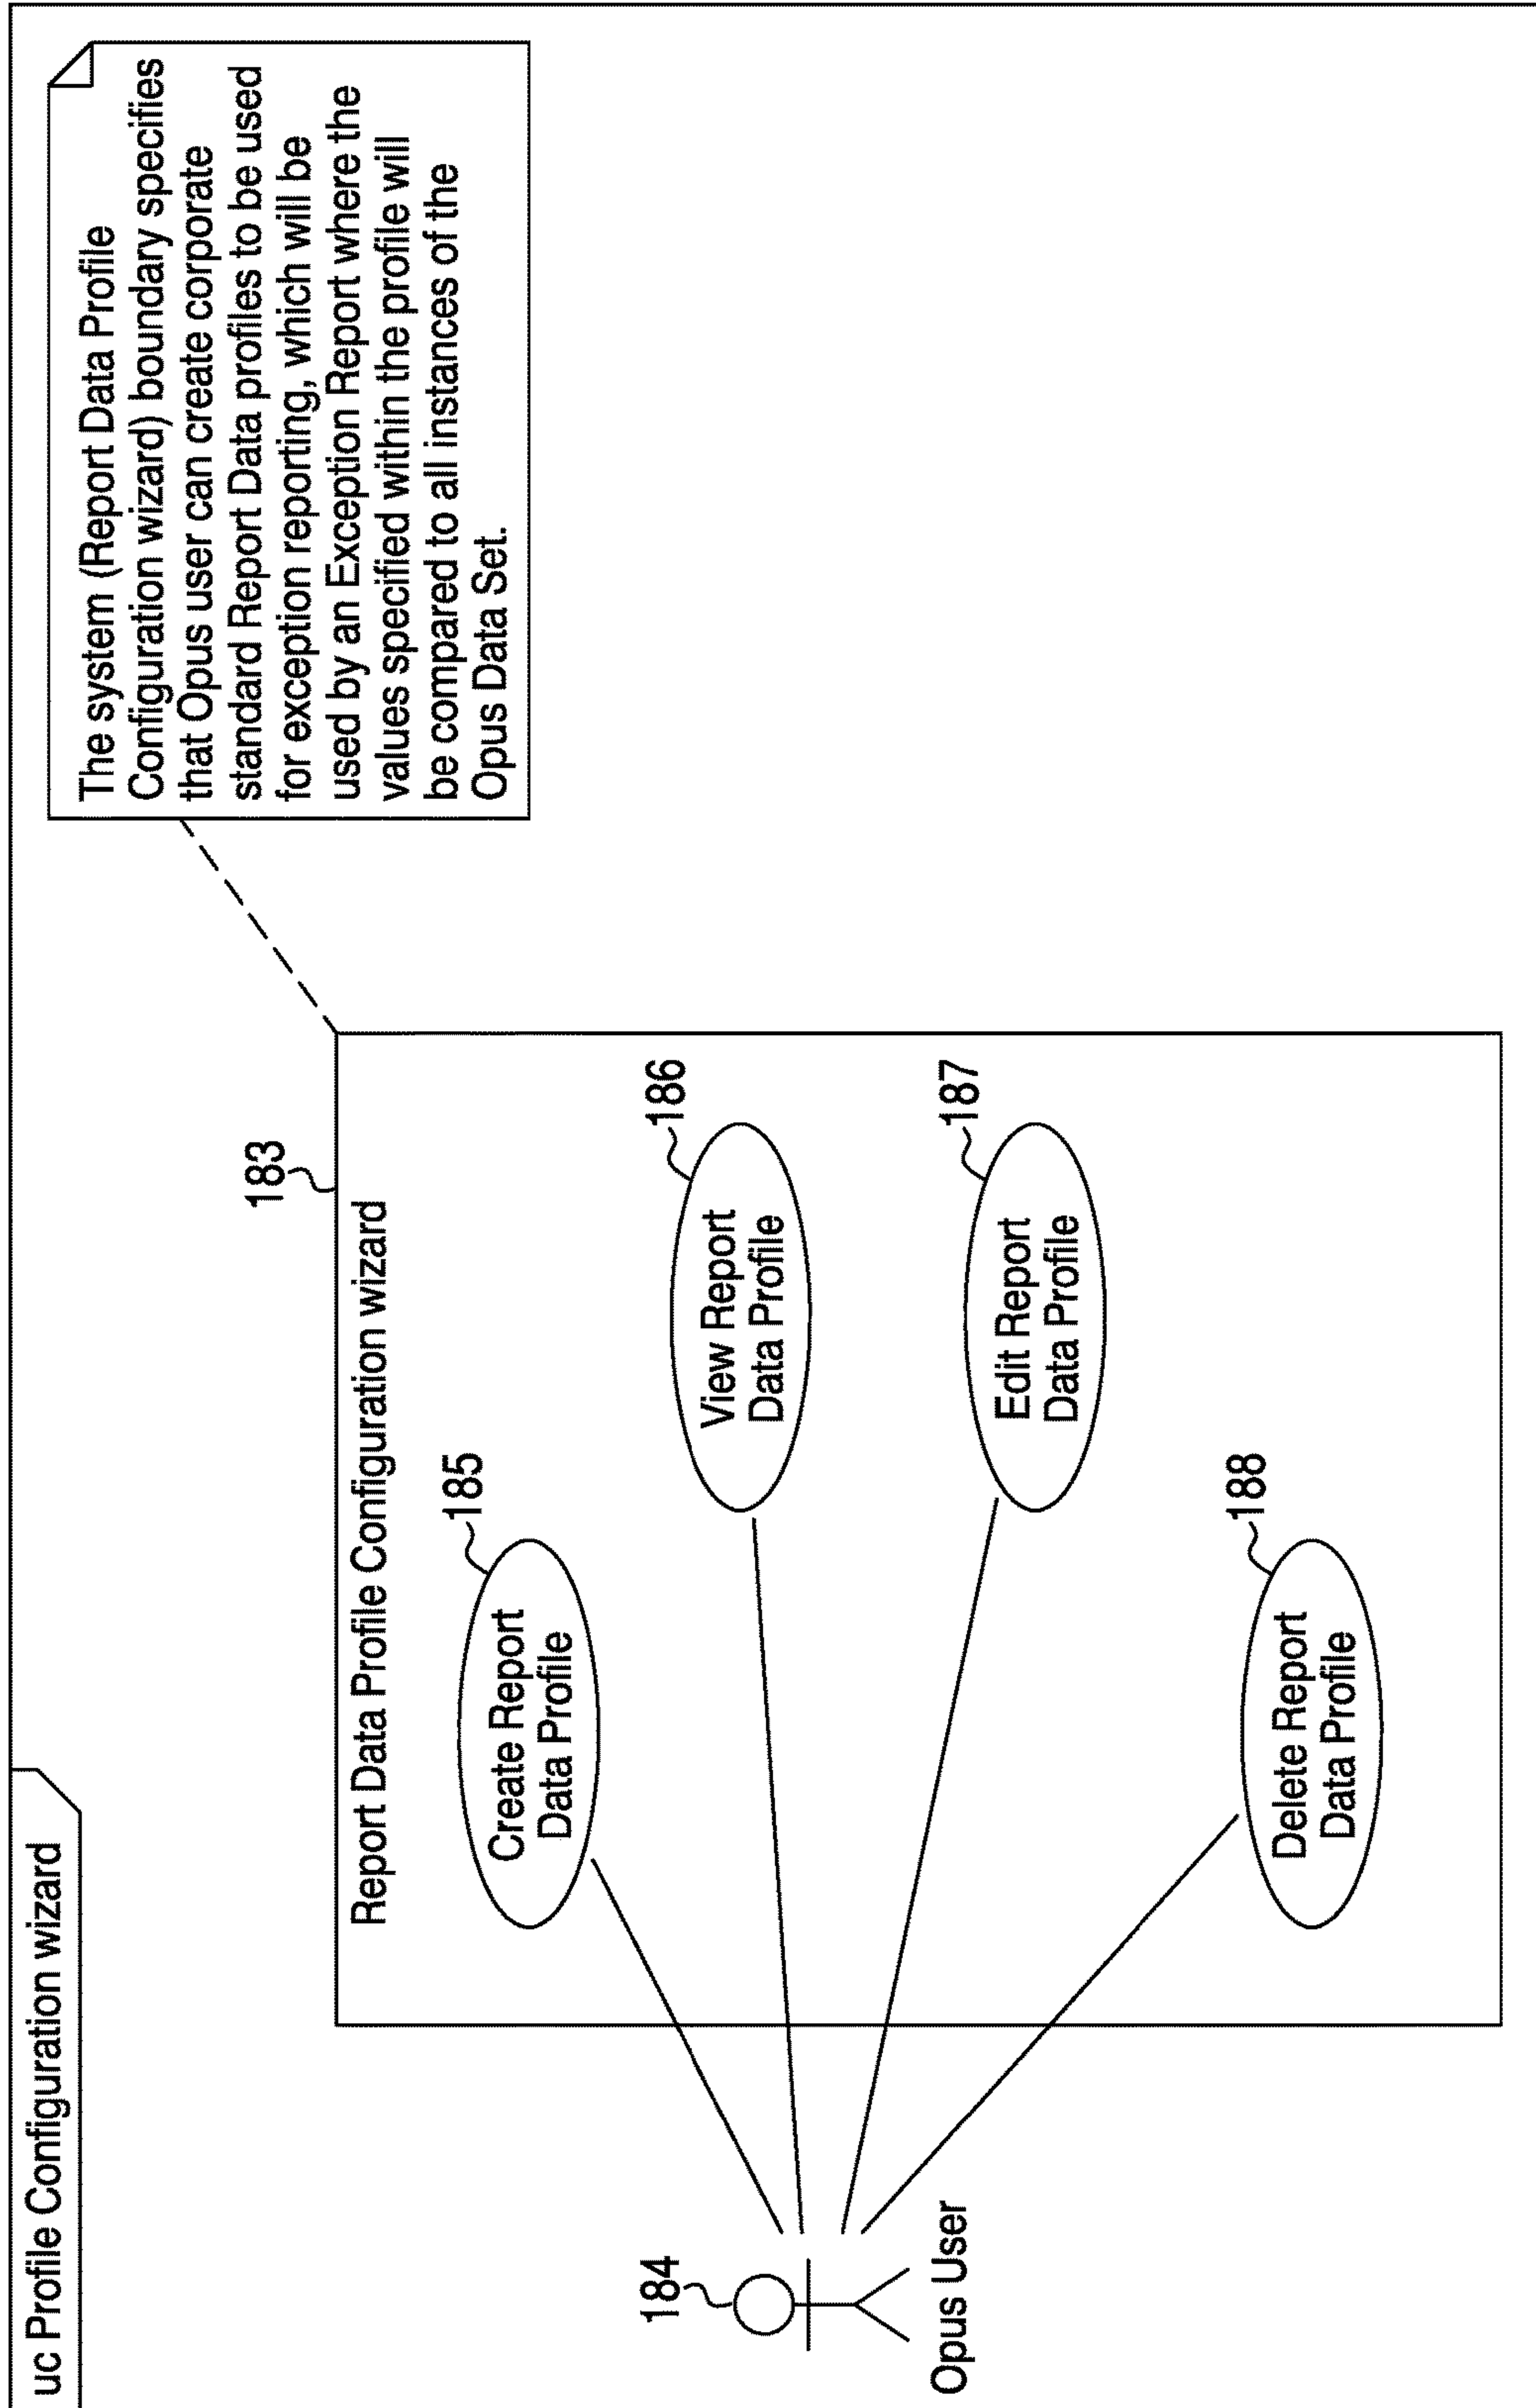 uc Profile Configuration wizard
The system (Report Data Profile
Configuration wizard) boundary specifies
that Opus user can create corporate
standard Report Data profiles to be used
for exception reporting, which will be
used by an Exception Report where the
values specified within the profile will
be compared to all instances of the
Opus Data Set.
183
Report Data Profile Configuration wizard
185
Create Report
Data Profile
186
View Report
Data Profile
184
Opus User
187
Edit Report
Data Profile
188
Delete Report
Data Profile